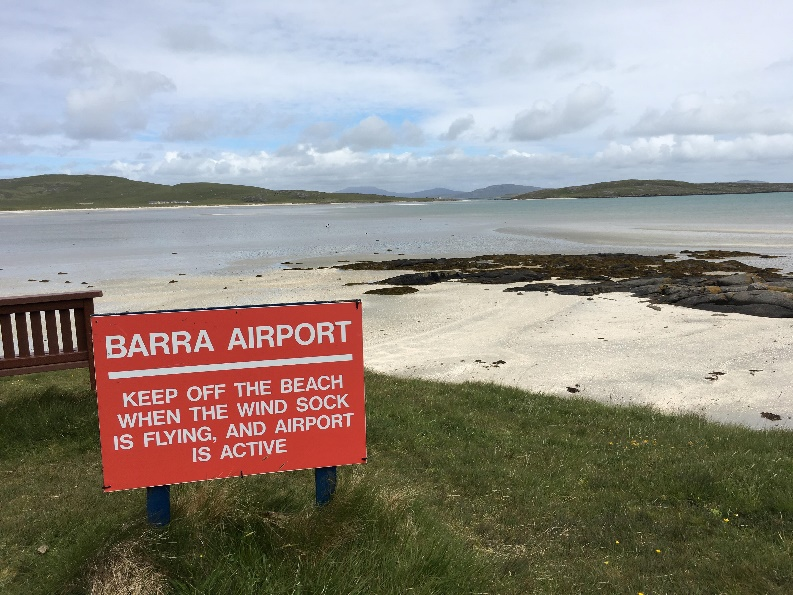 BARRA AIRPORT
KEEP OFF THE BEACH
WHEN THE WIND SOCK
IS FLYING, AND AIRPORT
IS ACTIVE